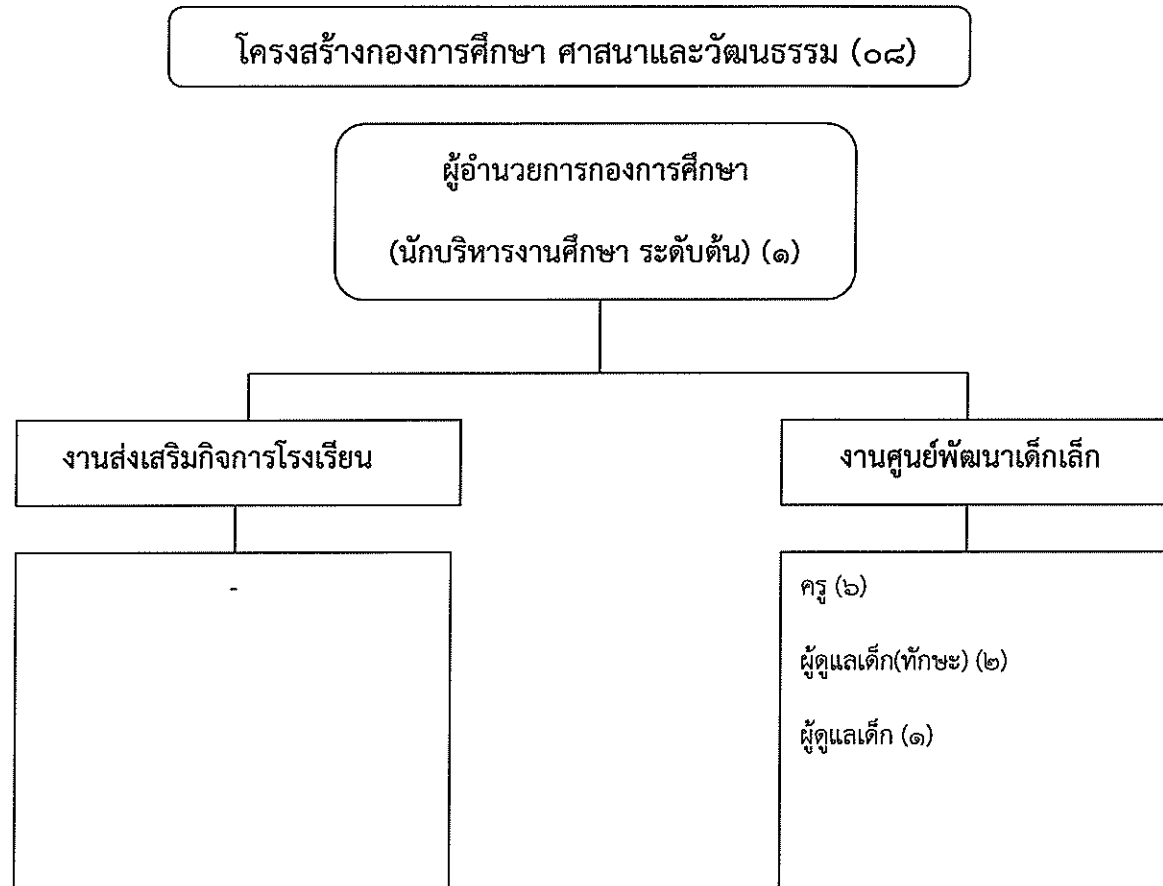 โครงสร้างกองการศึกษา ศาสนาและวัฒนธรรม (๐๘)
ผู้อำนวยการกองการศึกษา
(นักบริหารงานศึกษา ระดับต้น) (๑)
งานส่งเสริมกิจการโรงเรียน
งานศูนย์พัฒนาเด็กเล็ก
-
ครู (๖)
ผู้ดูแลเด็ก(ทักษะ) (๒)
ผู้ดูแลเด็ก (๑)